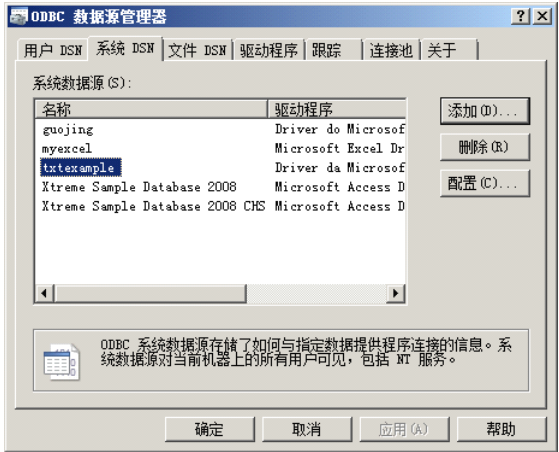 ODBC 数据源管理器
用户 DSN 系统 DSN 文件 DSN 驱动程序 跟踪 连接池 关于
系统数据源(S):
名称 驱动程序
guojing Driver do Microsof
myexcel Microsoft Excel Dr
txtexample Driver da Microsof
Xtreme Sample Database 2008 Microsoft Access D
Xtreme Sample Database 2008 CHS Microsoft Access D
添加(D)...
删除(R)
配置(C)...
ODBC 系统数据源存储了如何与指定数据提供程序连接的信息。系
统数据源对当前机器上的所有用户可见，包括 NT 服务。
确定 取消 应用(A) 帮助